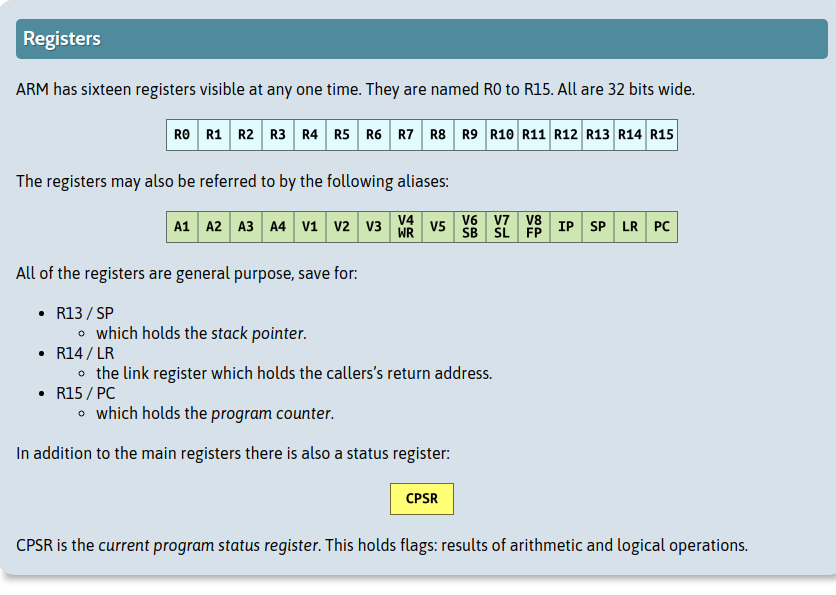 Registers
ARM has sixteen registers visible at any one time. They are named R0 to R15. All are 32 bits wide.
R0 R1 R2 R3 R4 R5 R6 R7 R8 R9 R10 R11 R12 R13 R14 R15
The registers may also be referred to by the following aliases:
A1 A2 A3 A4 V1 V2 V3 V4 WR V5 V6 SB V7 SL V8 FP IP SP LR PC
All of the registers are general purpose, save for:
R13 / SP
which holds the stack pointer.
R14 / LR
the link register which holds the callers’s return address.
R15 / PC
which holds the program counter.
In addition to the main registers there is also a status register:
CPSR
CPSR is the current program status register. This holds flags: results of arithmetic and logical operations.